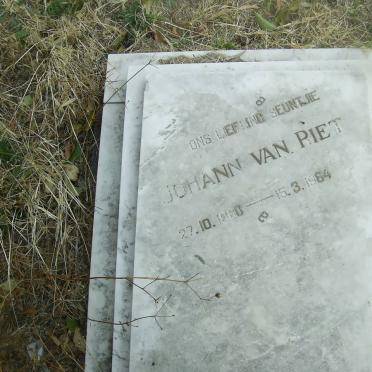 ONS LIEFLING SEUNTJIE
JOHANN VAN PIET
27.10.1960 — 15.3.1964